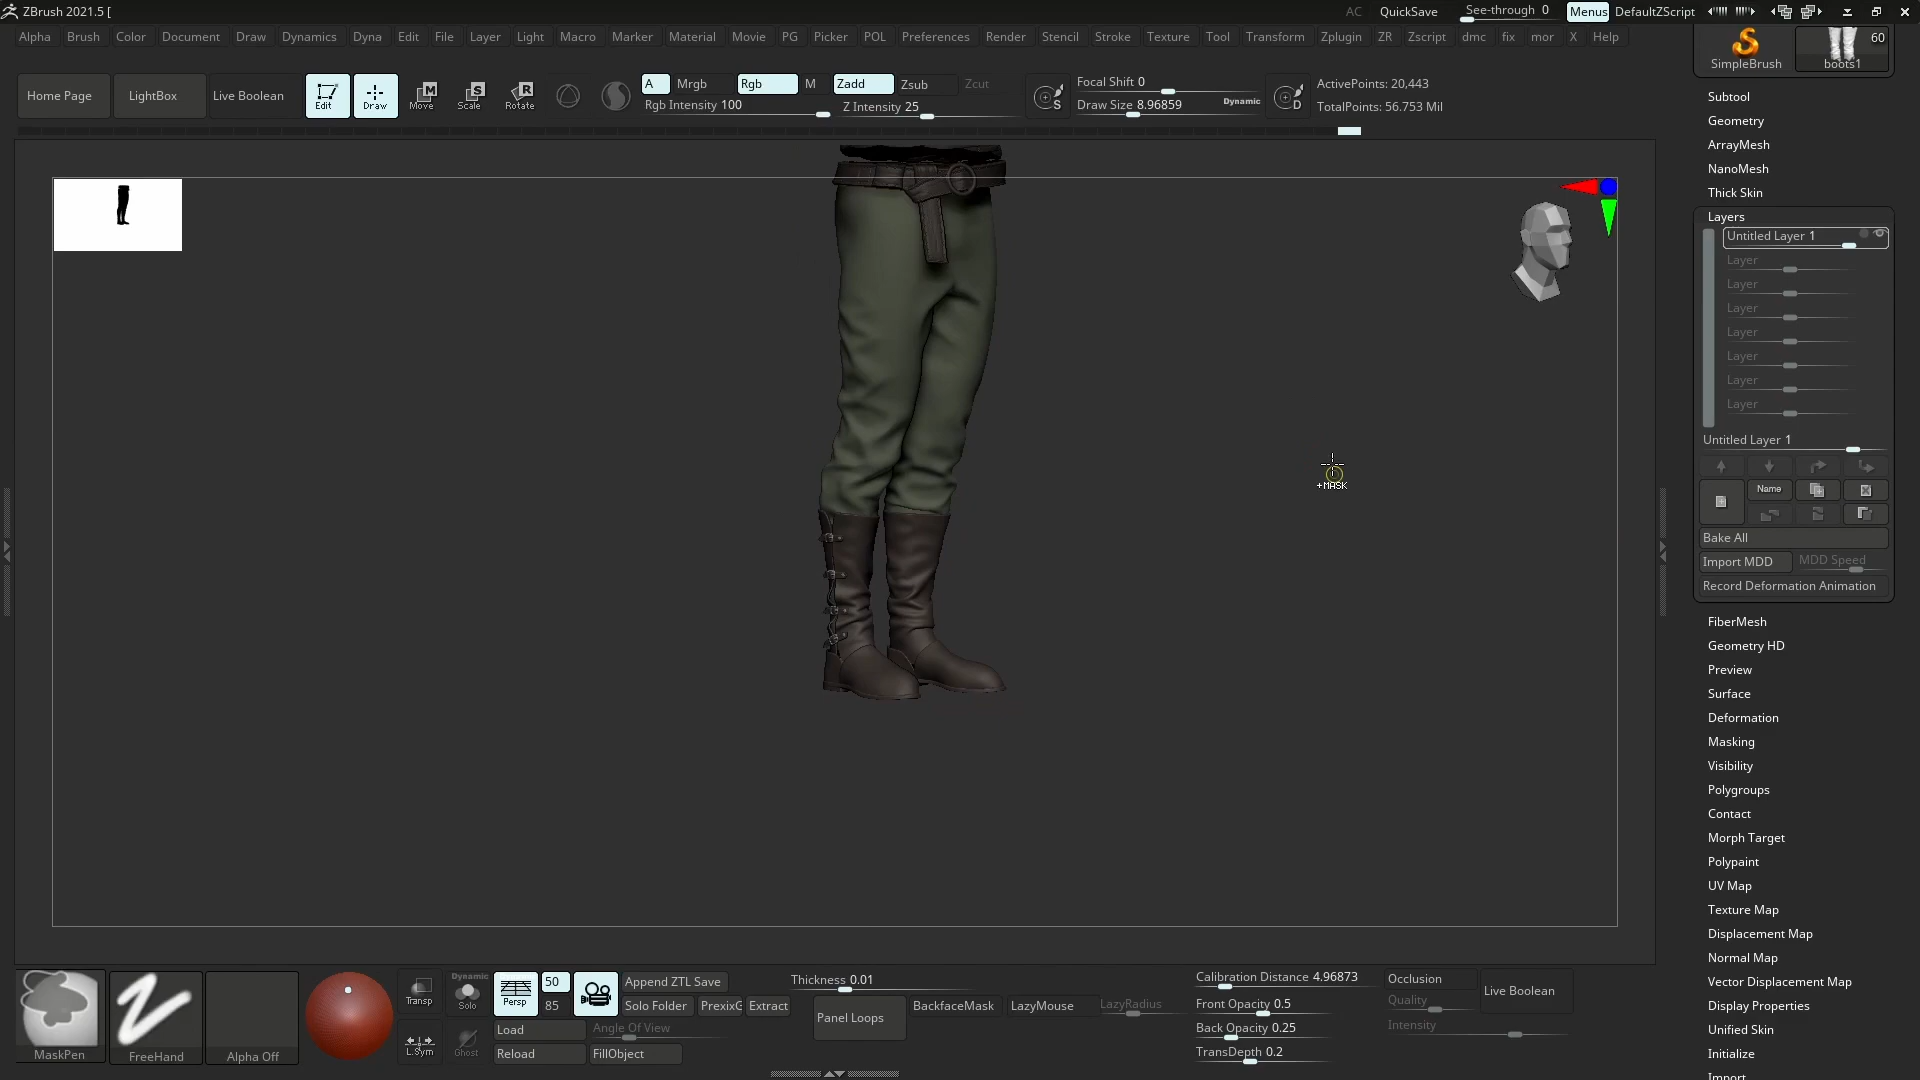 ZBrush 2021.5 [
AC QuickSave See-through 0 Menus DefaultZScript
Alpha Brush Color Document Draw Dynamics Dyna Edit File Layer Light Macro Marker Material Movie PG Picker POL Preferences Render Stencil Stroke Texture Tool Transform Zplugin ZR Zscript dmc fix mor X Help
SimpleBrush
60
boots1
Home Page LightBox Live Boolean Edit Draw Move Scale Rotate
M S R
A Mrgb Rgb M Zadd Zsub Zcut
Rgb Intensity 100 Z Intensity 25
S
Focal Shift 0
Draw Size 8.96859 Dynamic
D
ActivePoints: 20,443
TotalPoints: 56.753 Mil
Subtool
Geometry
ArrayMesh
NanoMesh
Thick Skin
Layers
Untitled Layer 1
Layer
Layer
Layer
Layer
Layer
Layer
Layer
Untitled Layer 1
Name
Bake All
Import MDD MDD Speed
Record Deformation Animation
FiberMesh
Geometry HD
Preview
Surface
Deformation
Masking
Visibility
Polygroups
Contact
Morph Target
Polypaint
UV Map
Texture Map
Displacement Map
Normal Map
Vector Displacement Map
Display Properties
Unified Skin
Initialize
Import
+MASK
MaskPen
FreeHand
Alpha Off
Transp
L.Sym
Dynamic
Solo
Ghost
Persp
50
85
Append ZTL Save
Solo Folder PrexixG Extract
Load Angle Of View
Reload FillObject
Thickness 0.01
Panel Loops
BackfaceMask LazyMouse LazyRadius
Calibration Distance 4.96873
Front Opacity 0.5
Back Opacity 0.25
TransDepth 0.2
Occlusion
Quality
Intensity
Live Boolean